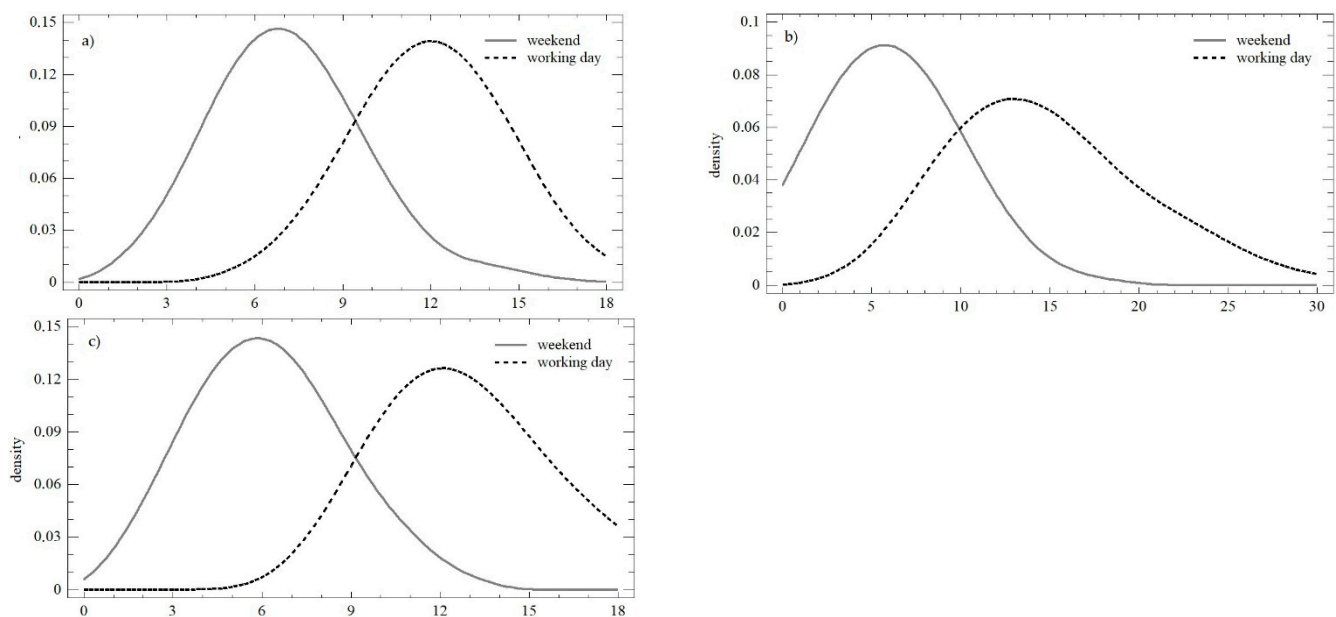 0.15
a)
weekend
working day
0.12
0.09
0.06
0.03
0
0 3 6 9 12 15 18
0.1
b)
weekend
working day
0.08
0.06
density
0.04
0.02
0
0 5 10 15 20 25 30
0.15
c)
weekend
working day
0.12
0.09
density
0.06
0.03
0
0 3 6 9 12 15 18